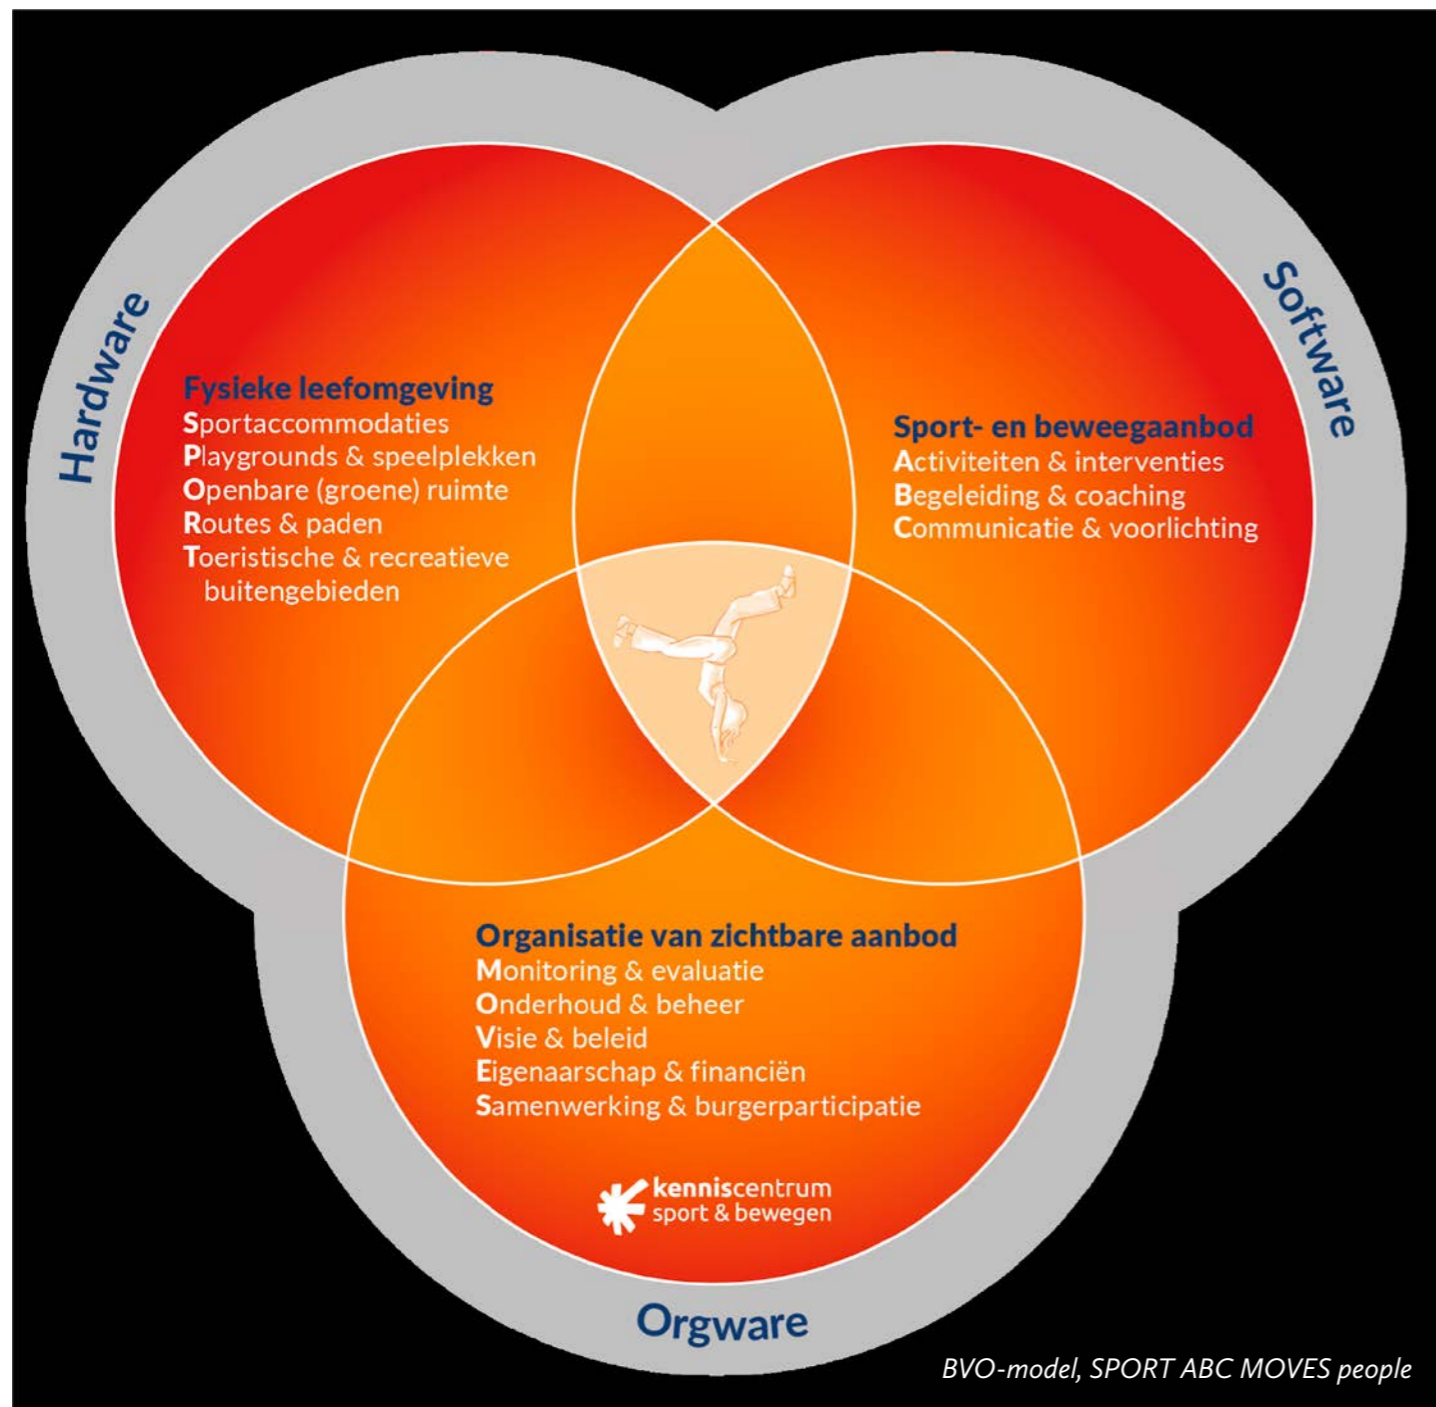 Hardware
Fysieke leefomgeving
Sportaccommodaties
Playgrounds & speelplekken
Openbare (groene) ruimte
Routes & paden
Toeristische & recreatieve
buitengebieden
Software
Sport- en beweegaanbod
Activiteiten & interventies
Begeleiding & coaching
Communicatie & voorlichting
Organisatie van zichtbare aanbod
Monitoring & evaluatie
Onderhoud & beheer
Visie & beleid
Eigenaarschap & financiën
Samenwerking & burgerparticipatie
kenniscentrum
sport & bewegen
Orgware
BVO-model, SPORT ABC MOVES people